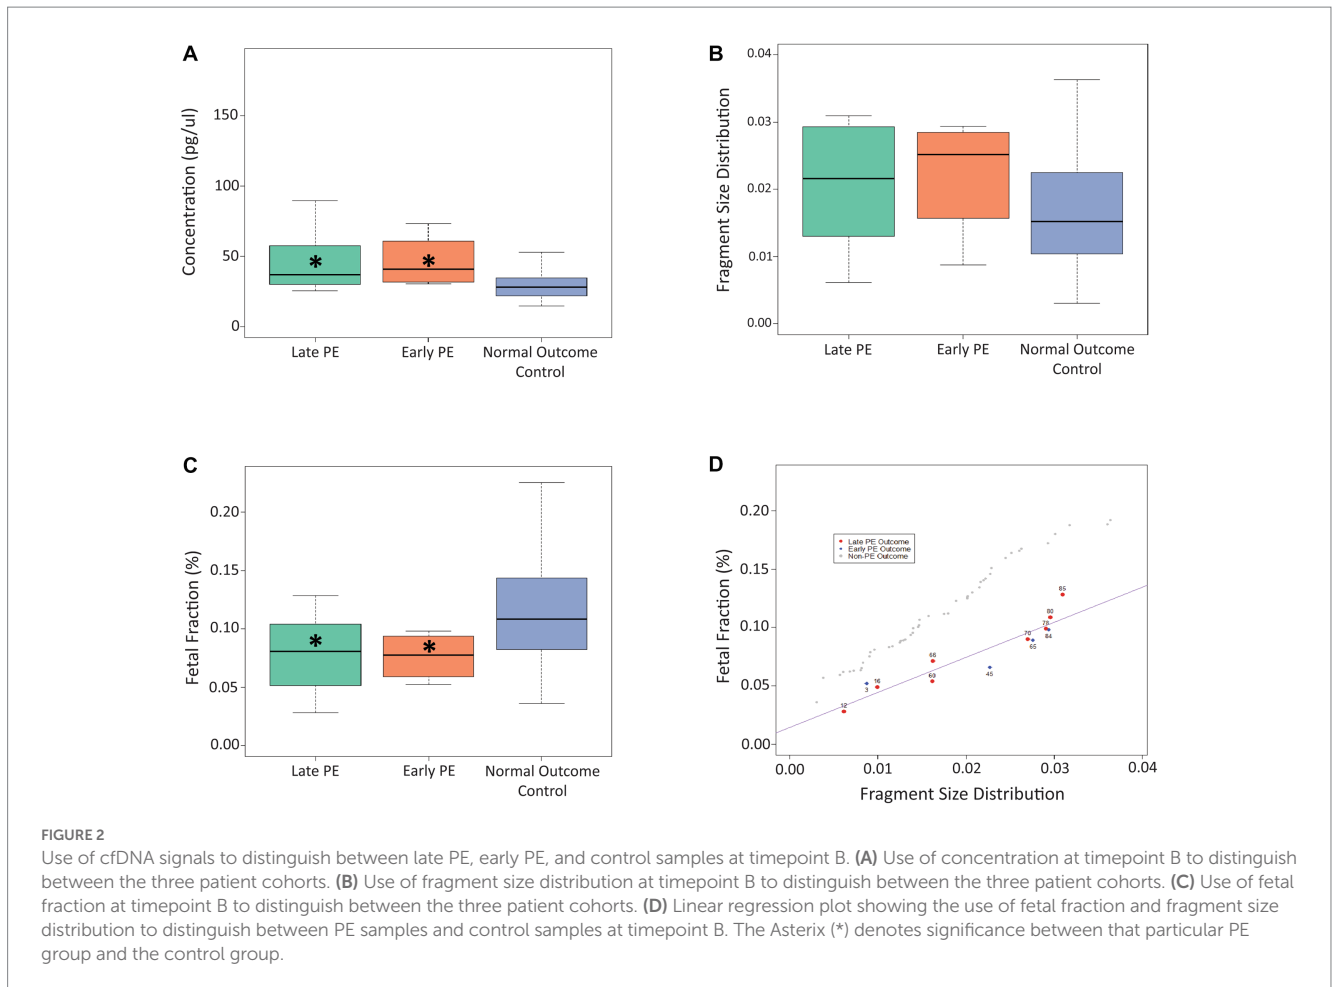 A
Concentration (pg/ul)
150
100
50
0
Late PE
Early PE
Normal Outcome
Control
B
Fragment Size Distribution
0.04
0.03
0.02
0.01
0.00
Late PE
Early PE
Normal Outcome
Control
C
Fetal Fraction (%)
0.20
0.15
0.10
0.05
0.00
*
*
Late PE
Early PE
Normal Outcome
Control
D
Fetal Fraction (%)
0.20
0.15
0.10
0.05
0.00
Late PE Outcome
Early PE Outcome
Non-PE Outcome
85
80
78
70
84
65
66
45
60
16
3
12
0.00 0.01 0.02 0.03 0.04
Fragment Size Distribution
FIGURE 2
Use of cfDNA signals to distinguish between late PE, early PE, and control samples at timepoint B. (A) Use of concentration at timepoint B to distinguish
between the three patient cohorts. (B) Use of fragment size distribution at timepoint B to distinguish between the three patient cohorts. (C) Use of fetal
fraction at timepoint B to distinguish between the three patient cohorts. (D) Linear regression plot showing the use of fetal fraction and fragment size
distribution to distinguish between PE samples and control samples at timepoint B. The Asterix (*) denotes significance between that particular PE
group and the control group.